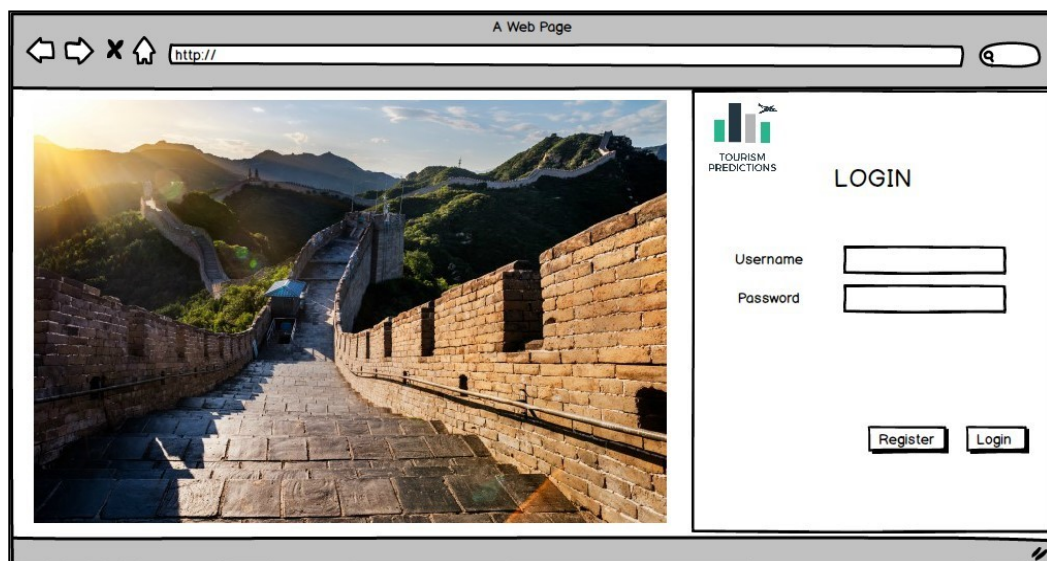 A Web Page
http://
TOURISM
PREDICTIONS
LOGIN
Username
Password
Register
Login